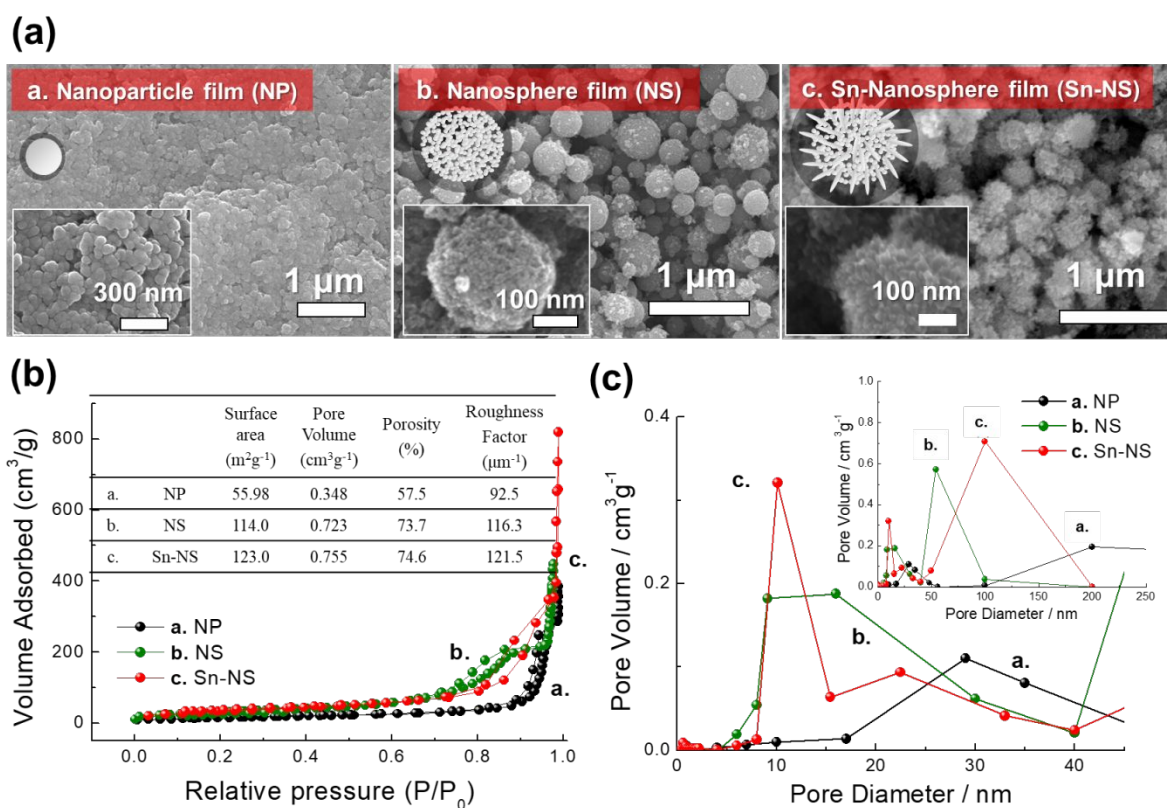 (a)
a. Nanoparticle film (NP)
300 nm
1 μm
b. Nanosphere film (NS)
100 nm
1 μm
c. Sn-Nanosphere film (Sn-NS)
100 nm
1 μm
(b)
Surface area (m²g⁻¹) Pore Volume (cm³g⁻¹) Porosity (%) Roughness Factor (μm⁻¹)
a. NP 55.98 0.348 57.5 92.5
b. NS 114.0 0.723 73.7 116.3
c. Sn-NS 123.0 0.755 74.6 121.5
Volume Adsorbed (cm³/g)
800
600
400
200
0
a. NP
b. NS
c. Sn-NS
b.
c.
a.
0.0 0.2 0.4 0.6 0.8 1.0
Relative pressure (P/P₀)
(c)
Pore Volume / cm³g⁻¹
0.4
0.2
0.0
c.
b.
a.
0 10 20 30 40
Pore Diameter / nm
Pore Volume / cm³g⁻¹
1.0
0.8
0.6
0.4
0.2
0.0
b.
c.
a.
0 50 100 150 200 250
Pore Diameter / nm
a. NP
b. NS
c. Sn-NS